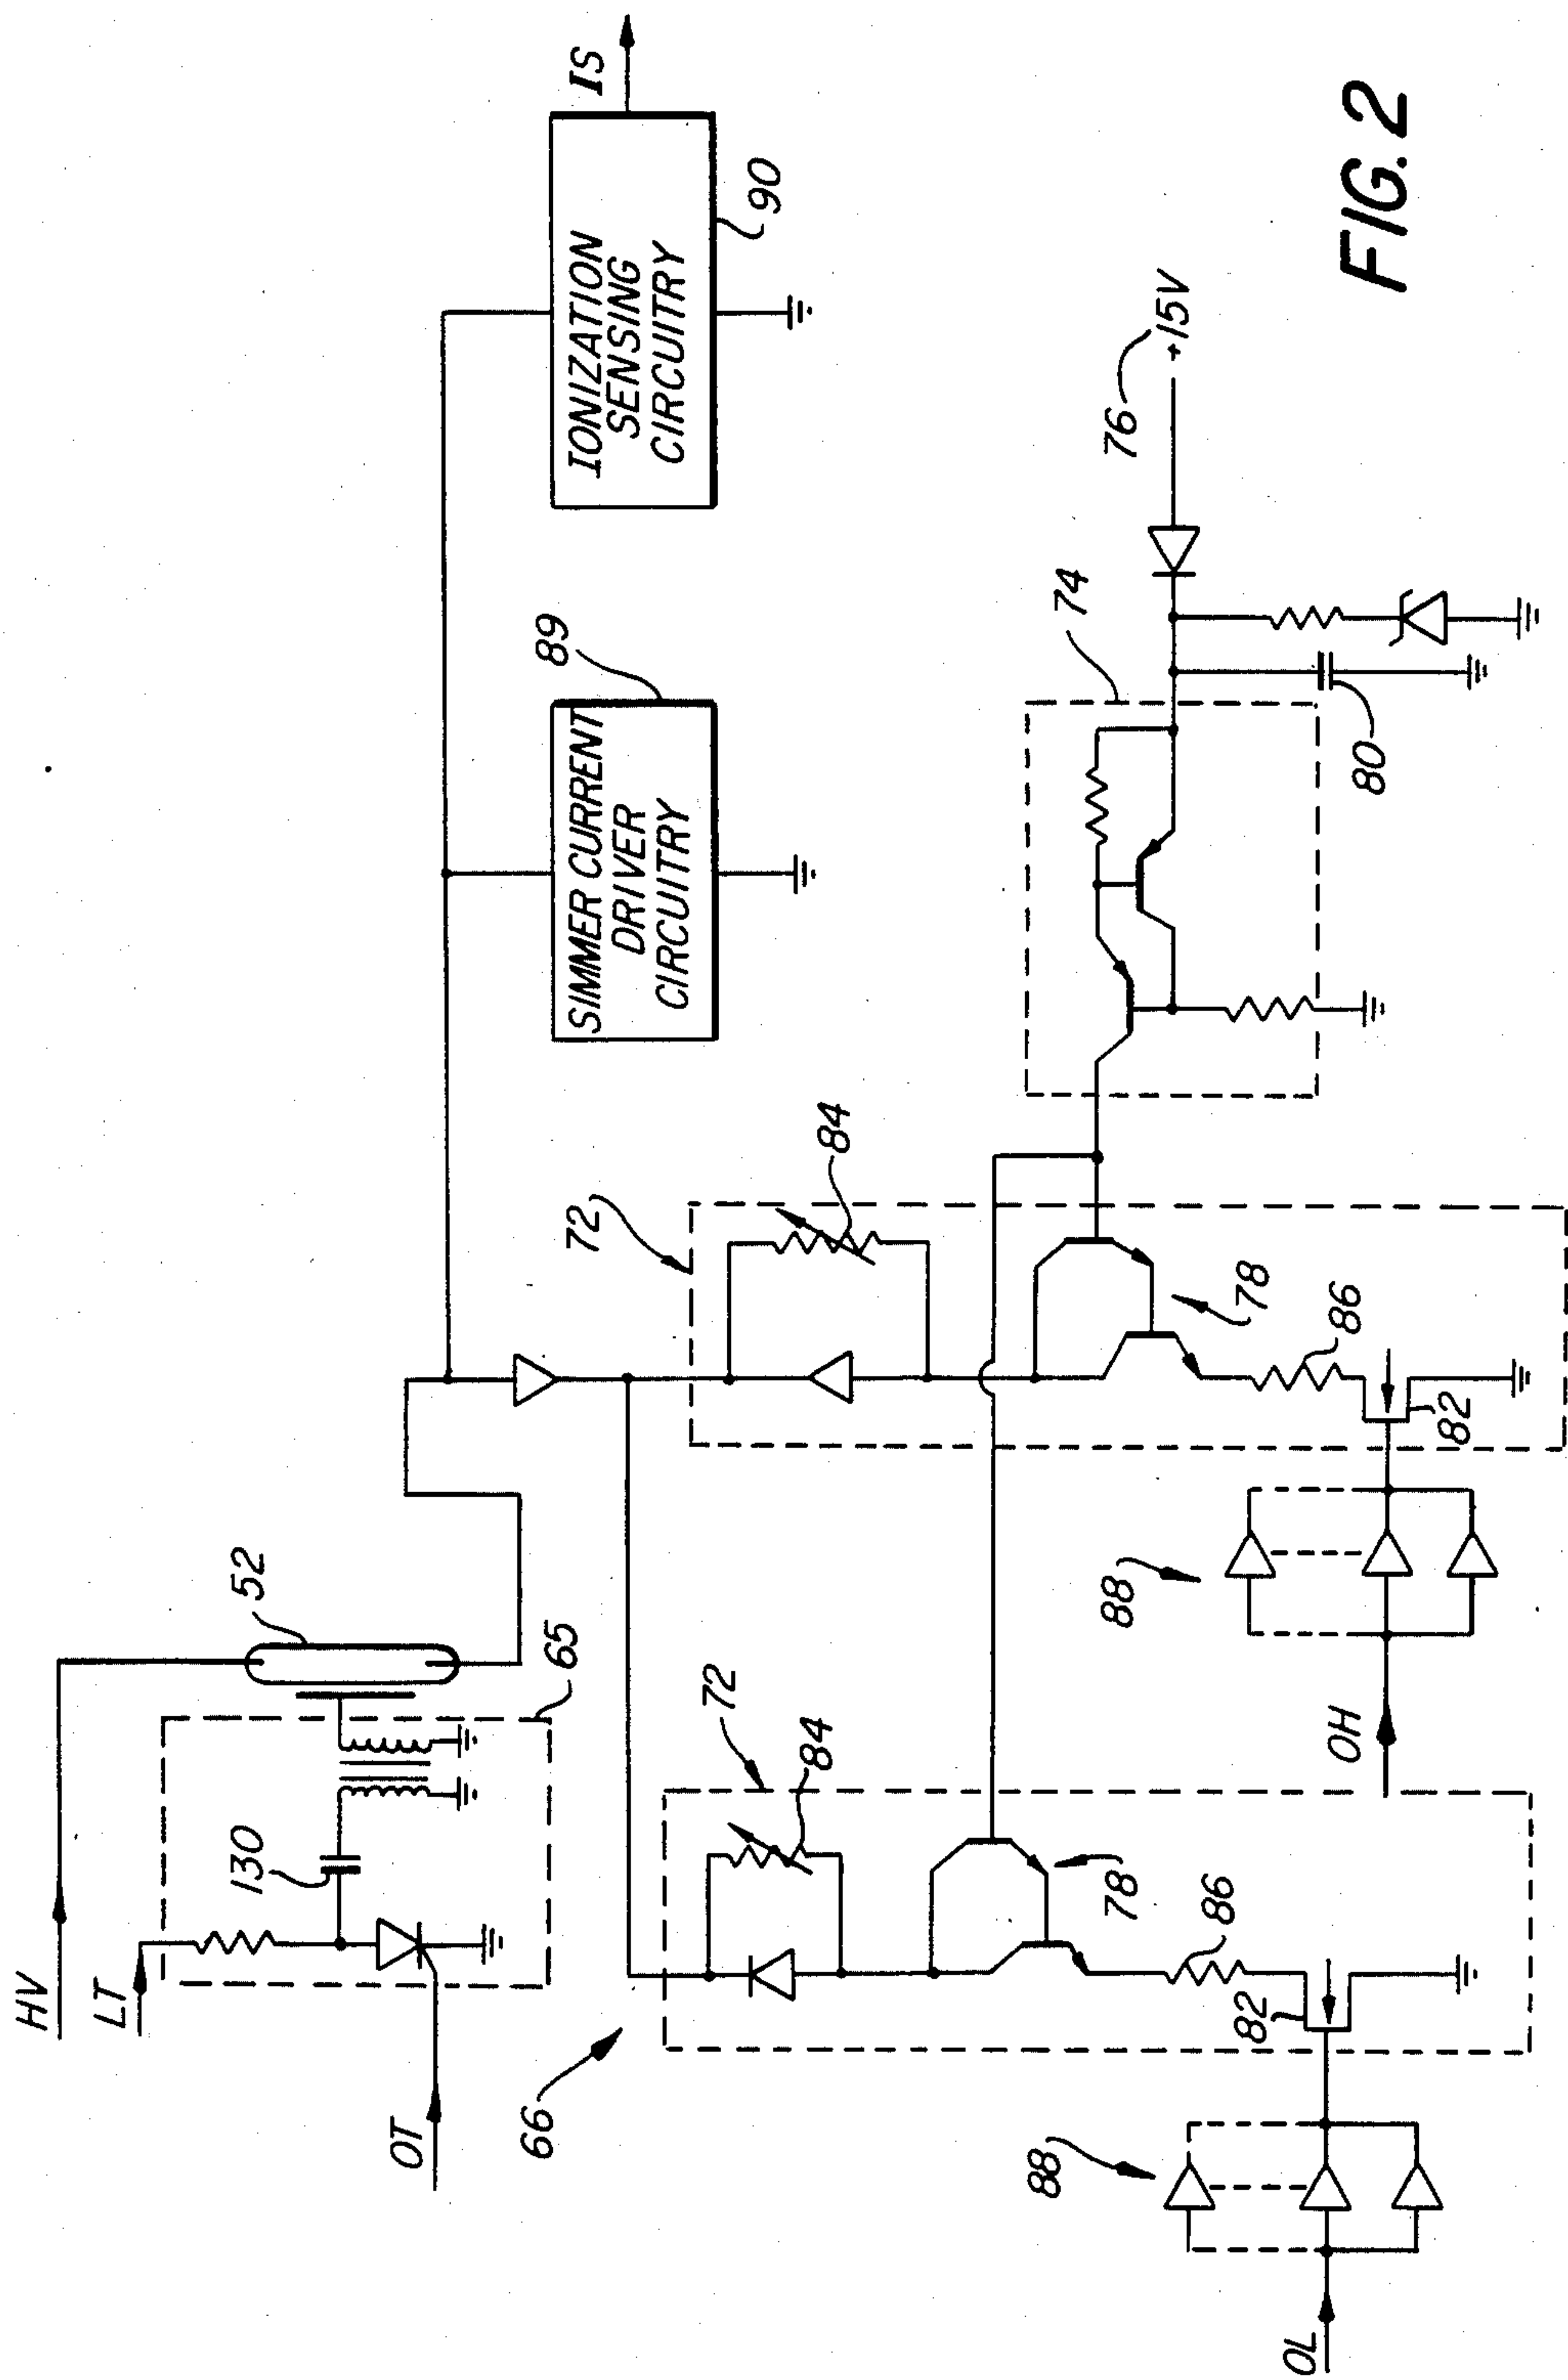 HV
LT
130
OT
65
52
66
72
84
78
86
82
88
OL
OH
72
84
78
86
82
88
SIMMER CURRENT
DRIVER
CIRCUITRY
89
IONIZATION
SENSING
CIRCUITRY
90
IS
74
76
+15V
80
FIG. 2